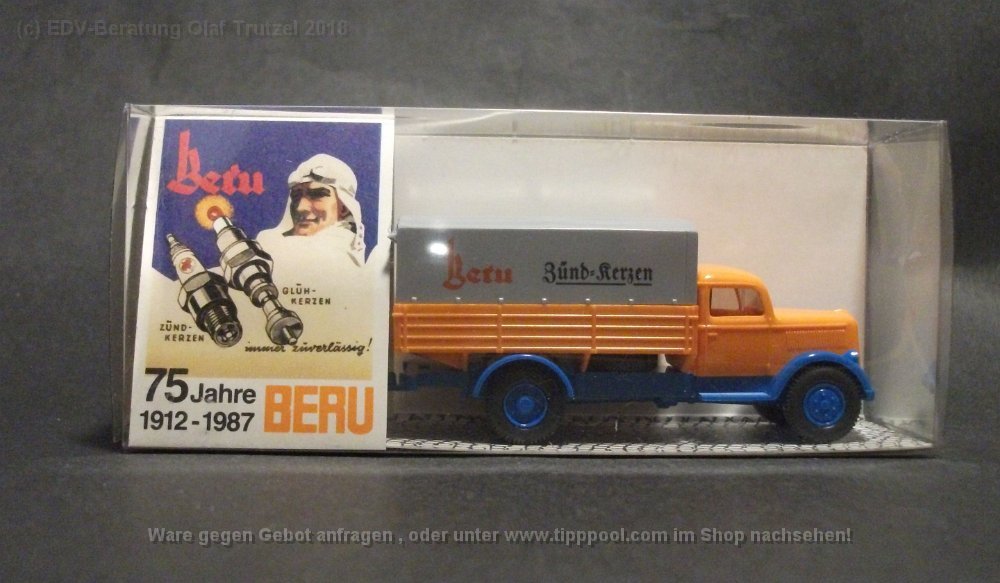 (c) EDV-Beratung Olaf Trutzel 2018
Beru
GLÜH-
KERZEN
ZÜND-
KERZEN
immer zuverlässig!
75 Jahre
1912-1987 BERU
Beru Zünd-Kerzen
Ware gegen Gebot anfragen , oder unter www.tipppool.com im Shop nachsehen!